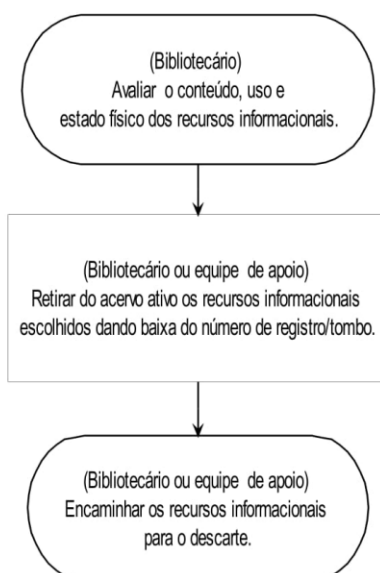 (Bibliotecário)
Avaliar o conteúdo, uso e
estado físico dos recursos informacionais.
(Bibliotecário ou equipe de apoio)
Retirar do acervo ativo os recursos informacionais
escolhidos dando baixa do número de registro/tombo.
(Bibliotecário ou equipe de apoio)
Encaminhar os recursos informacionais
para o descarte.